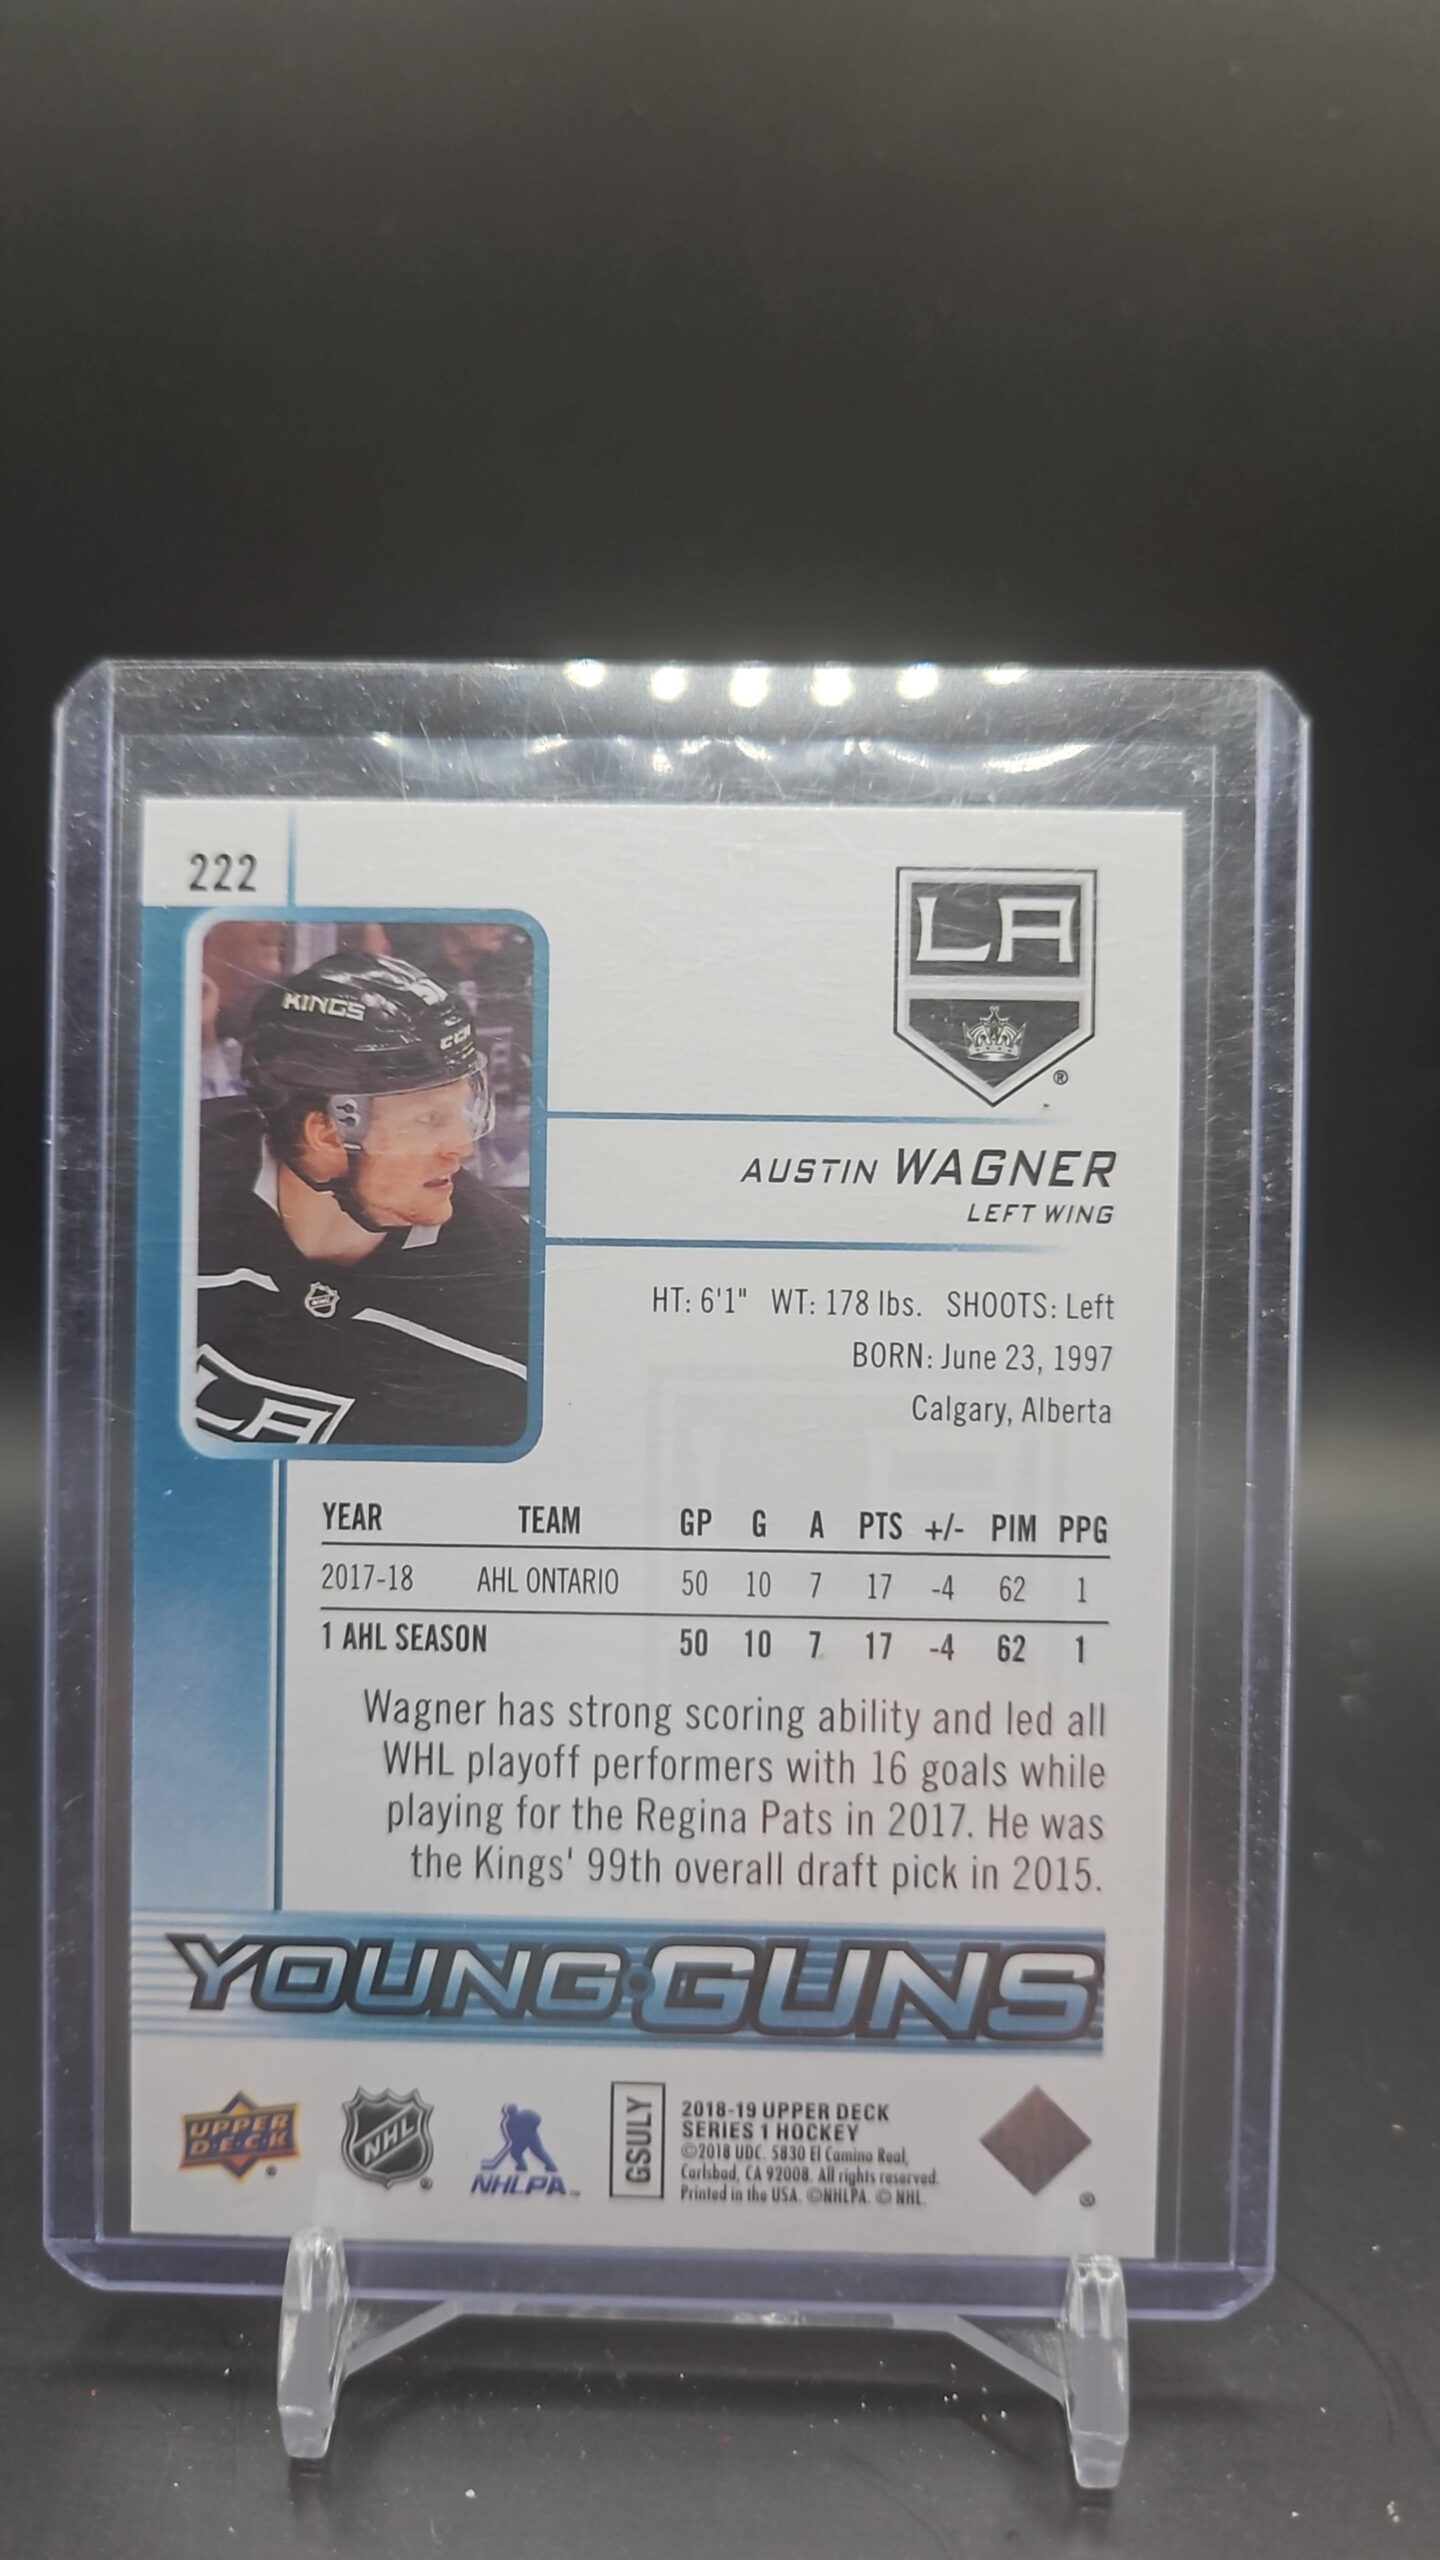 222
LA
®
KINGS
CCM
LA
AUSTIN WAGNER
LEFT WING
HT: 6'1" WT: 178 lbs. SHOOTS: Left
BORN: June 23, 1997
Calgary, Alberta
YEAR TEAM GP G A PTS +/- PIM PPG
2017-18 AHL ONTARIO 50 10 7 17 -4 62 1
1 AHL SEASON 50 10 7 17 -4 62 1
Wagner has strong scoring ability and led all
WHL playoff performers with 16 goals while
playing for the Regina Pats in 2017. He was
the Kings' 99th overall draft pick in 2015.
YOUNG•GUNS
UPPER
D•E•C•K
NHL
®
NHLPA™
GSULY
2018-19 UPPER DECK
SERIES 1 HOCKEY
©2018 UDC. 5830 El Camino Real,
Carlsbad, CA 92008. All rights reserved.
Printed in the USA. ©NHLPA. © NHL.
®